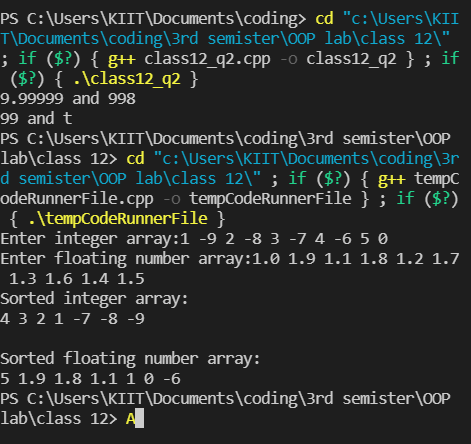 PS C:\Users\KIIT\Documents\coding> cd "c:\Users\KII
T\Documents\coding\3rd semister\OOP lab\class 12\"
; if ($?) { g++ class12_q2.cpp -o class12_q2 } ; if
 ($?) { .\class12_q2 }
9.99999 and 998
99 and t
PS C:\Users\KIIT\Documents\coding\3rd semister\OOP
lab\class 12> cd "c:\Users\KIIT\Documents\coding\3r
d semister\OOP lab\class 12\" ; if ($?) { g++ tempC
odeRunnerFile.cpp -o tempCodeRunnerFile } ; if ($?)
 { .\tempCodeRunnerFile }
Enter integer array:1 -9 2 -8 3 -7 4 -6 5 0
Enter floating number array:1.0 1.9 1.1 1.8 1.2 1.7
 1.3 1.6 1.4 1.5
Sorted integer array:
4 3 2 1 -7 -8 -9
Sorted floating number array:
5 1.9 1.8 1.1 1 0 -6
PS C:\Users\KIIT\Documents\coding\3rd semister\OOP
lab\class 12> A